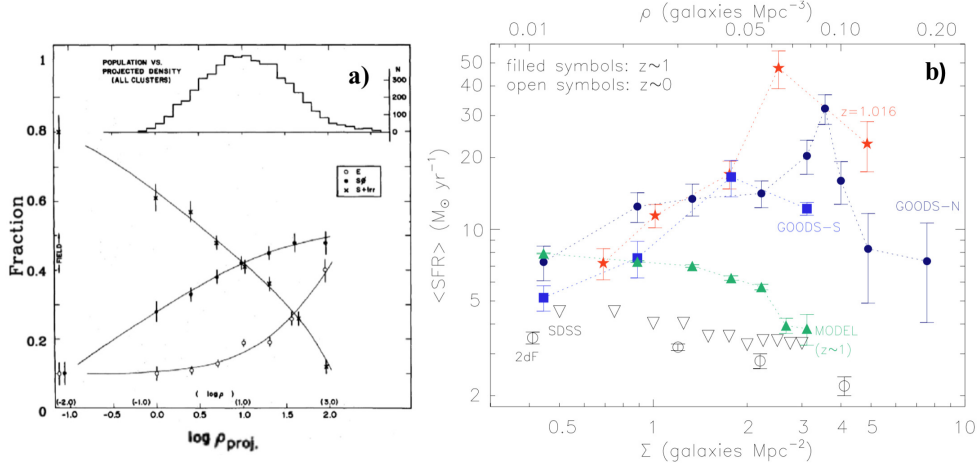 a)
POPULATION VS.
PROJECTED DENSITY
(ALL CLUSTERS)
N
300
200
100
0
E
SØ
S+Irr
FIELD
Fraction
1
0.8
0.6
0.4
0.2
0
(log ρ)
(-2.0) (-1.0) (1.0) (3.0)
-1.0 -0.5 0.0 0.5 1.0 1.5 2.0 2.5
log ρproj.
b)
ρ (galaxies Mpc⁻³)
0.01 0.05 0.10 0.20
filled symbols: z~1
open symbols: z~0
z=1.016
GOODS-N
GOODS-S
MODEL
(z~1)
SDSS
2dF
<SFR> (M⊙ yr⁻¹)
50
40
30
20
10
5
4
3
2
0.5 1 2 3 4 5 10
Σ (galaxies Mpc⁻²)